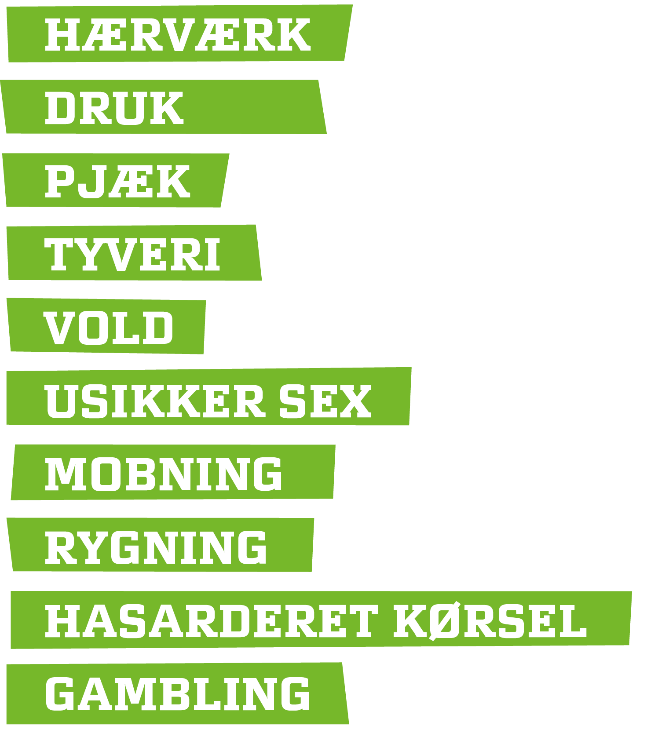 HÆRVÆRK
DRUK
PJÆK
TYVERI
VOLD
USIKKER SEX
MOBNING
RYGNING
HASARDERET KØRSEL
GAMBLING